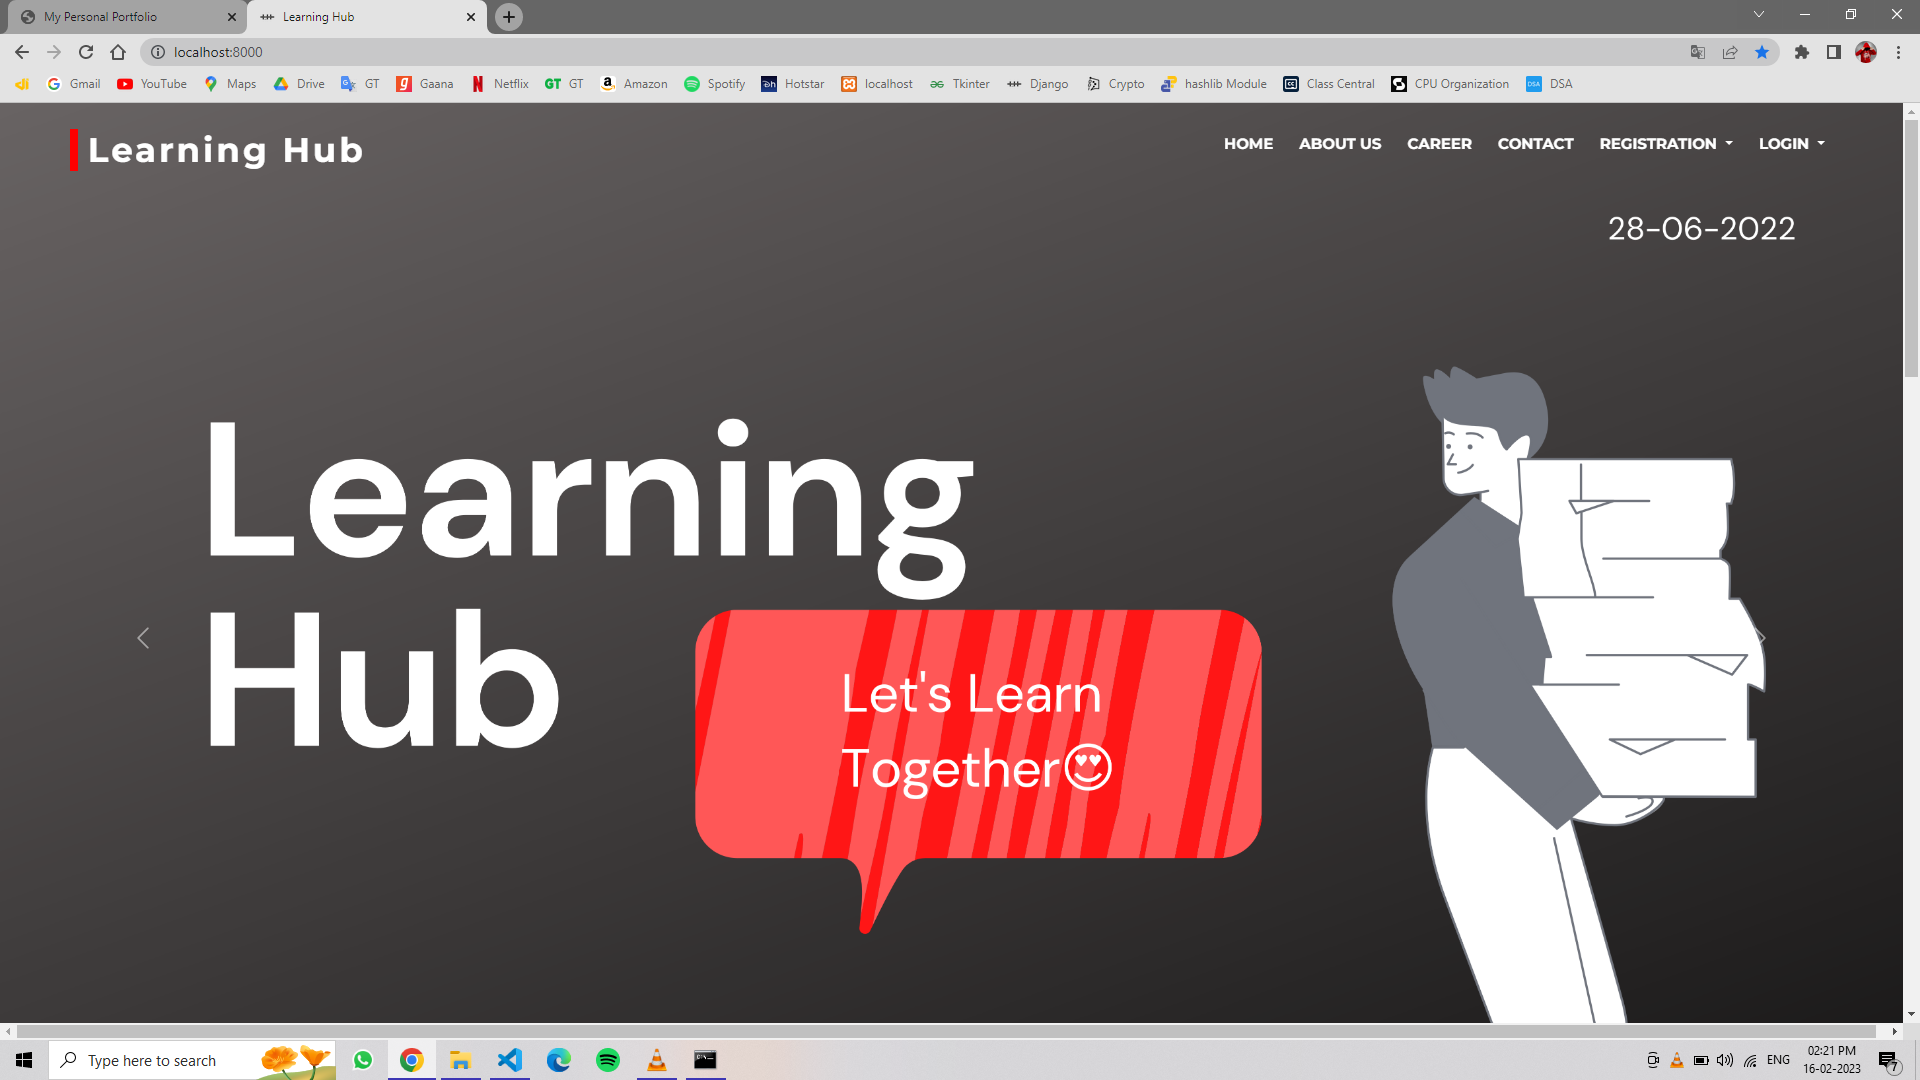 My Personal Portfolio
Learning Hub
localhost:8000
Gmail YouTube Maps Drive GT Gaana Netflix GT Amazon Spotify Hotstar localhost Tkinter Django Crypto hashlib Module Class Central CPU Organization DSA
Learning Hub
HOME ABOUT US CAREER CONTACT REGISTRATION LOGIN
28-06-2022
Learning
Hub
Let's Learn
Together😍
Type here to search
ENG
02:21 PM
16-02-2023
7